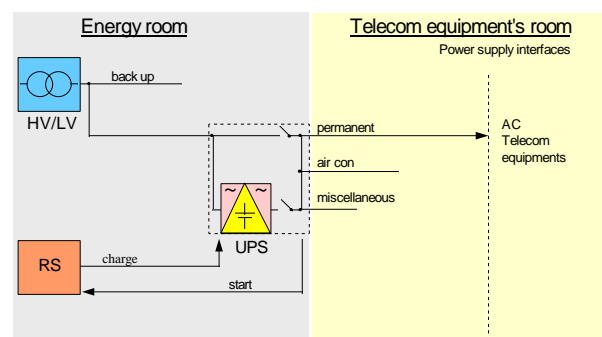 Energy room
Telecom equipment's room
Power supply interfaces
back up
HV/LV
permanent
AC
Telecom
equipments
air con
~ ~
miscellaneous
UPS
RS
charge
start